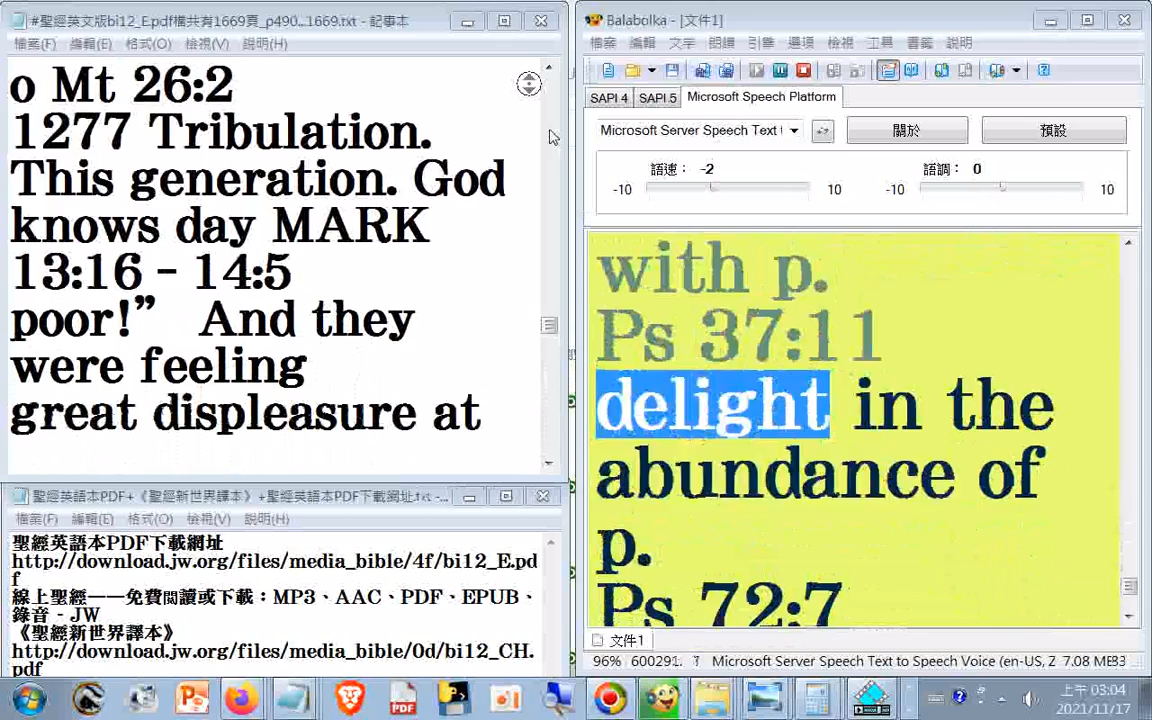 #聖經英文版bi12_E.pdf檔共有1669頁_p490...1669.txt - 記事本
檔案(F) 編輯(E) 格式(O) 檢視(V) 說明(H)
o Mt 26:2
1277 Tribulation.
This generation. God
knows day MARK
13:16 - 14:5
poor!” And they
were feeling
great displeasure at
聖經英語本PDF+《聖經新世界譯本》+聖經英語本PDF下載網址.txt -...
檔案(F) 編輯(E) 格式(O) 檢視(V) 說明(H)
聖經英語本PDF下載網址
http://download.jw.org/files/media_bible/4f/bi12_E.pd
f
線上聖經——免費閱讀或下載：MP3、AAC、PDF、EPUB、
錄音 - JW
《聖經新世界譯本》
http://download.jw.org/files/media_bible/0d/bi12_CH.
pdf
Balabolka - [文件1]
檔案 編輯 文字 朗讀 引擎 選項 檢視 工具 書籤 說明
SAPI 4 SAPI 5 Microsoft Speech Platform
Microsoft Server Speech Text 關於 預設
語速： -2 語調： 0
-10 10 -10 10
with p.
Ps 37:11
delight in the
abundance of
p.
Ps 72:7
文件1
96% Microsoft Server Speech Text to Speech Voice (en-US, Z 7.08 MB
PDF
上午 03:04
2021/11/17